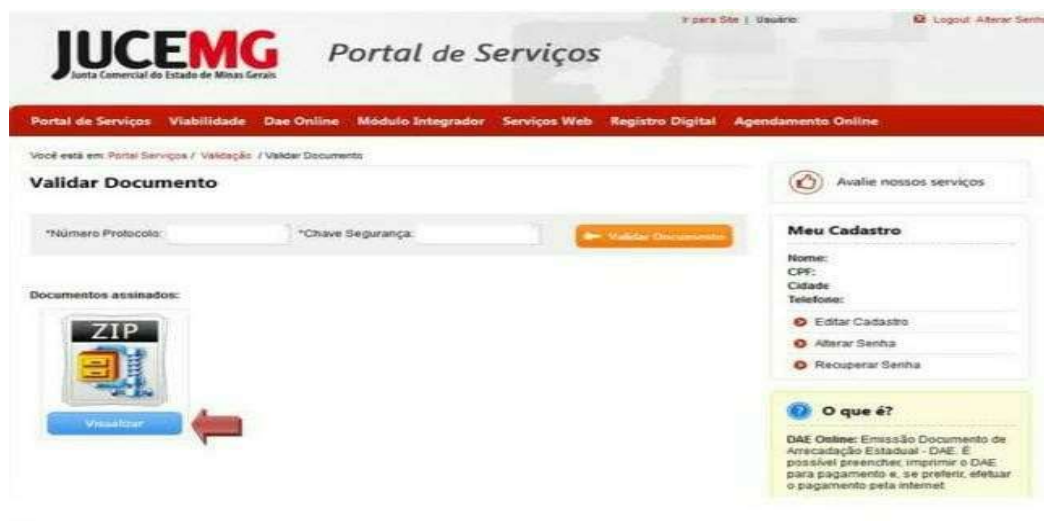 Ir para Site | Usuário: Logout Alterar Senha
JUCEMG
Junta Comercial do Estado de Minas Gerais
Portal de Serviços
Portal de Serviços Viabilidade Dae Online Módulo Integrador Serviços Web Registro Digital Agendamento Online
Você está em: Portal Serviços / Validação / Validar Documento
Validar Documento
*Número Protocolo: *Chave Segurança: Validar Documento
Documentos assinados:
ZIP
Visualizar
Avalie nossos serviços
Meu Cadastro
Nome:
CPF:
Cidade
Telefone:
Editar Cadastro
Alterar Senha
Recuperar Senha
O que é?
DAE Online: Emissão Documento de
Arrecadação Estadual - DAE. É
possível preencher, imprimir o DAE
para pagamento e, se preferir, efetuar
o pagamento pela internet